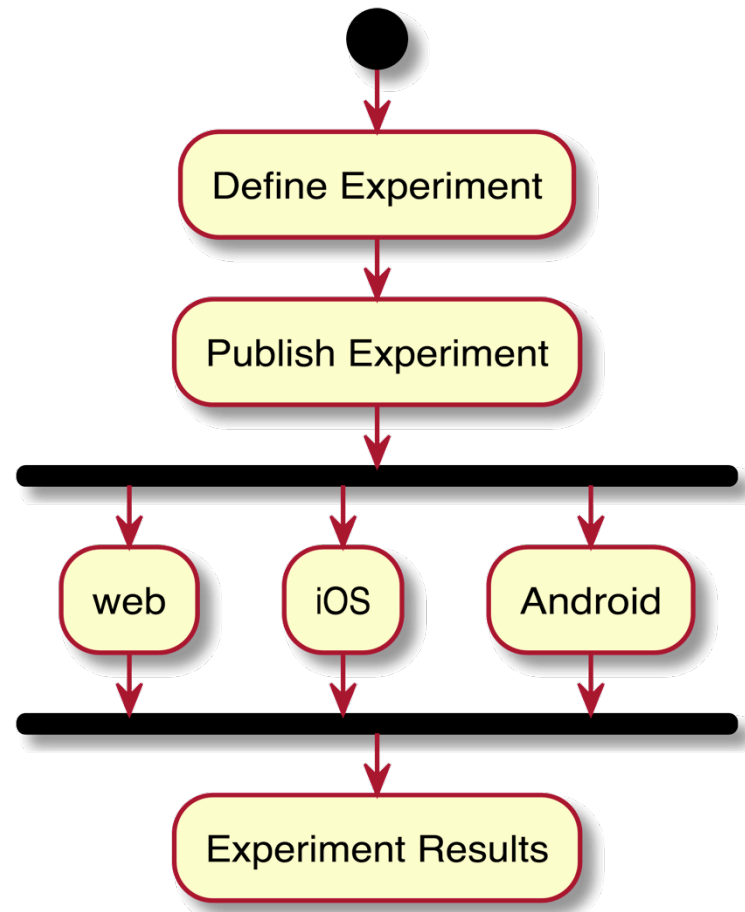 Define Experiment
Publish Experiment
web
iOS
Android
Experiment Results